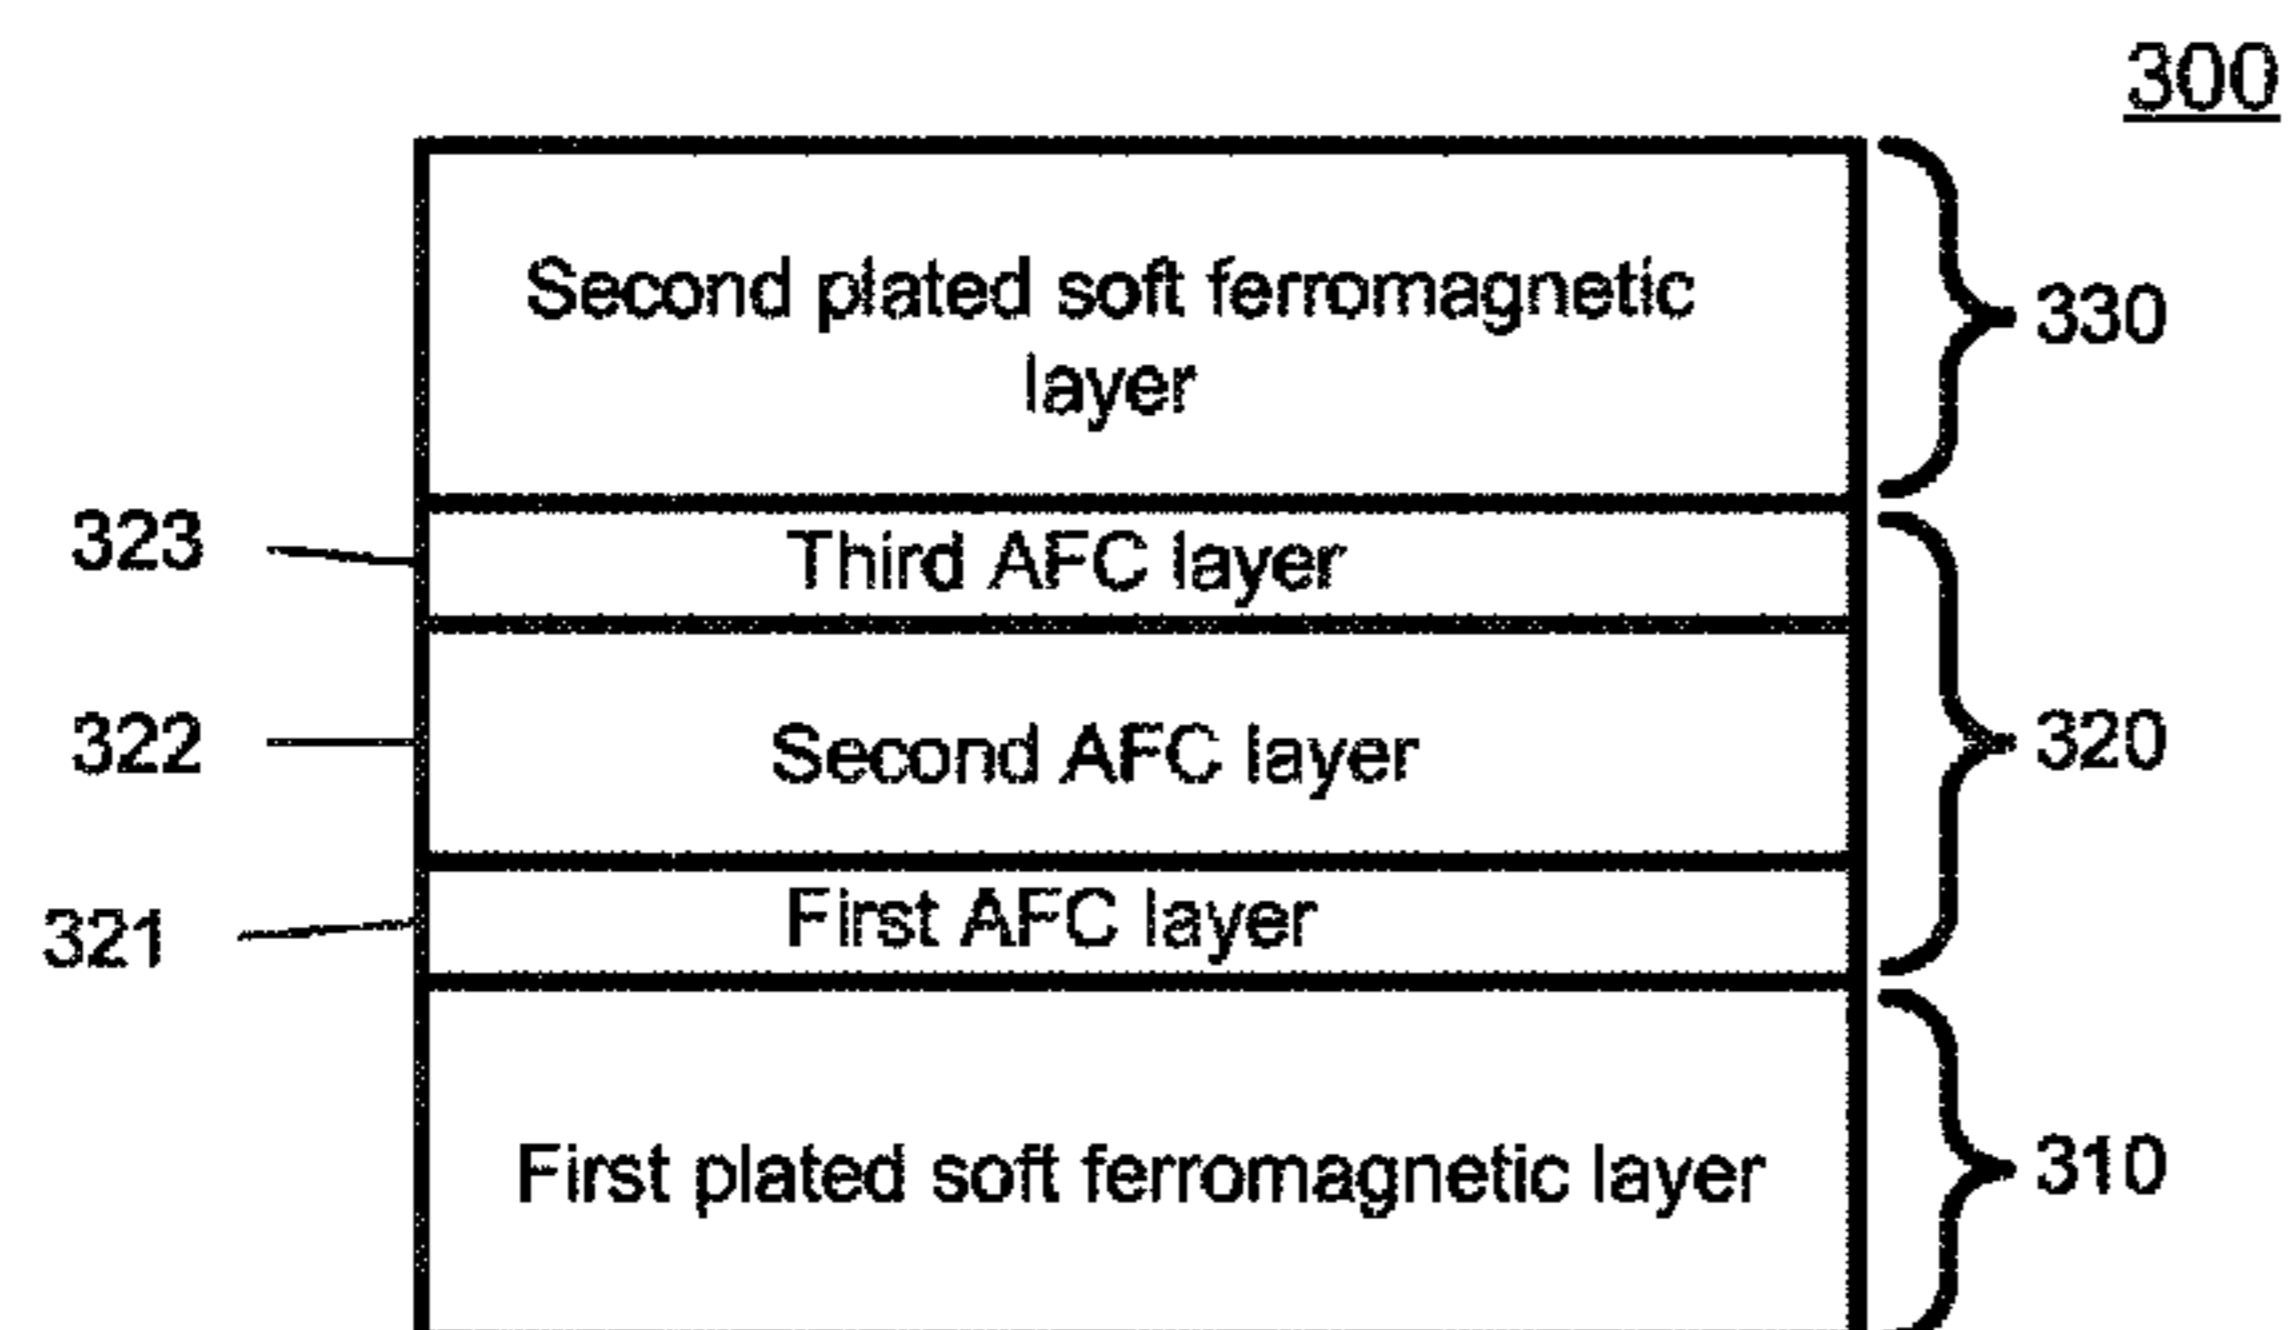 300
Second plated soft ferromagnetic
layer
330
323
Third AFC layer
322
Second AFC layer
320
321
First AFC layer
First plated soft ferromagnetic layer
310